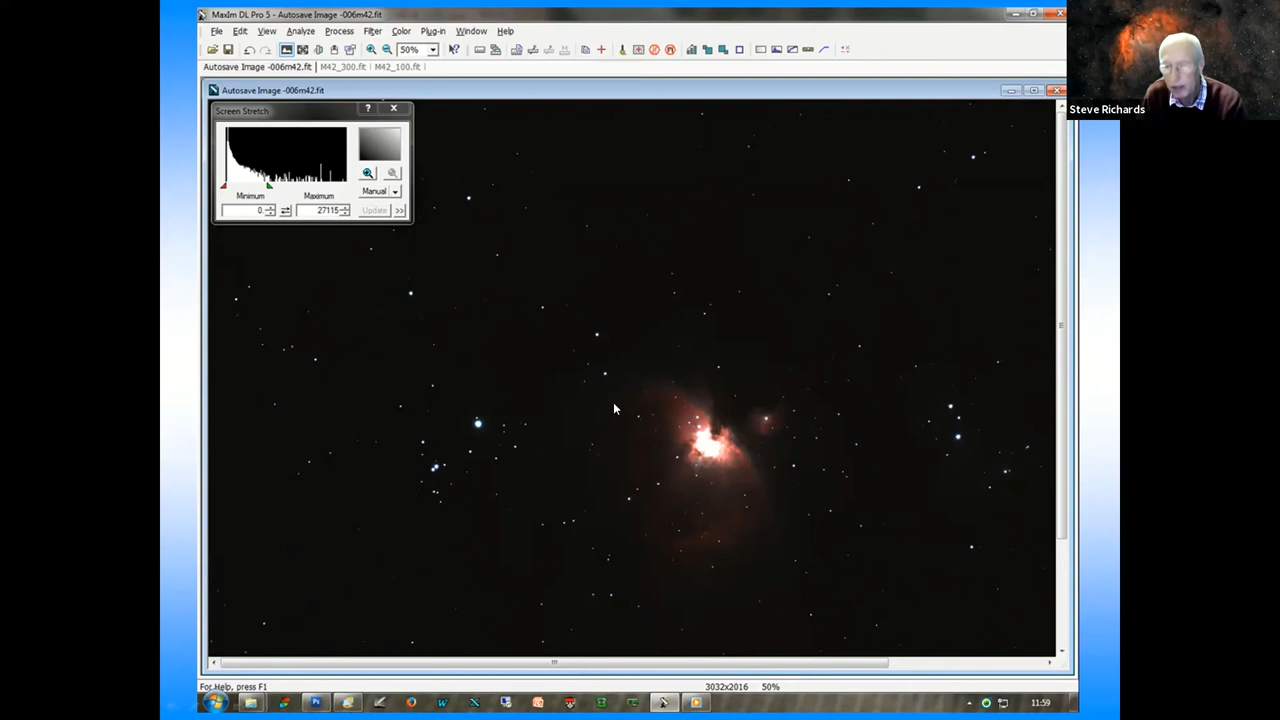 MaxIm DL Pro 5 - Autosave Image -006m42.fit
File Edit View Analyze Process Filter Color Plug-in Window Help
50%
Autosave Image -006m42.fit M42_300.fit M42_100.fit
Autosave Image -006m42.fit
Screen Stretch
Minimum Maximum Manual
0. 27115 Update >>
Steve Richards
For Help, press F1 3032x2016 50%
11:59